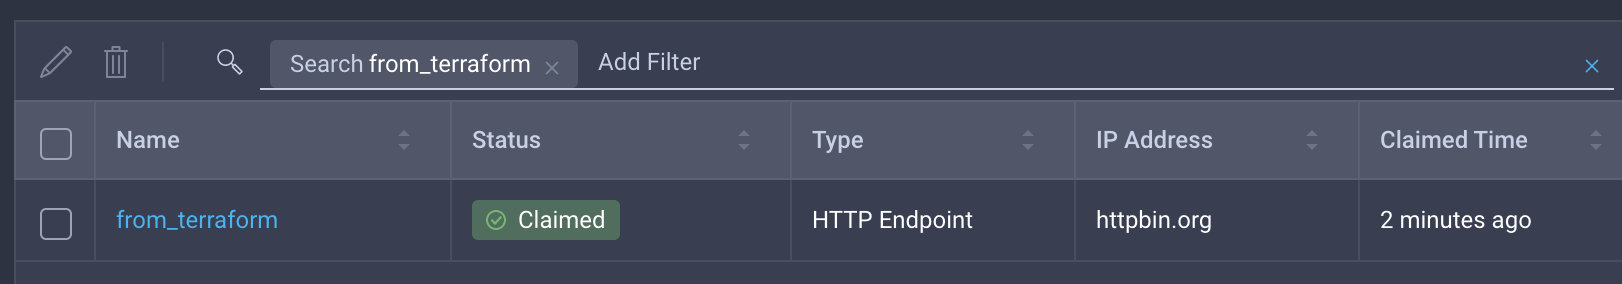 Search from_terraform × Add Filter ×
Name Status Type IP Address Claimed Time
from_terraform Claimed HTTP Endpoint httpbin.org 2 minutes ago